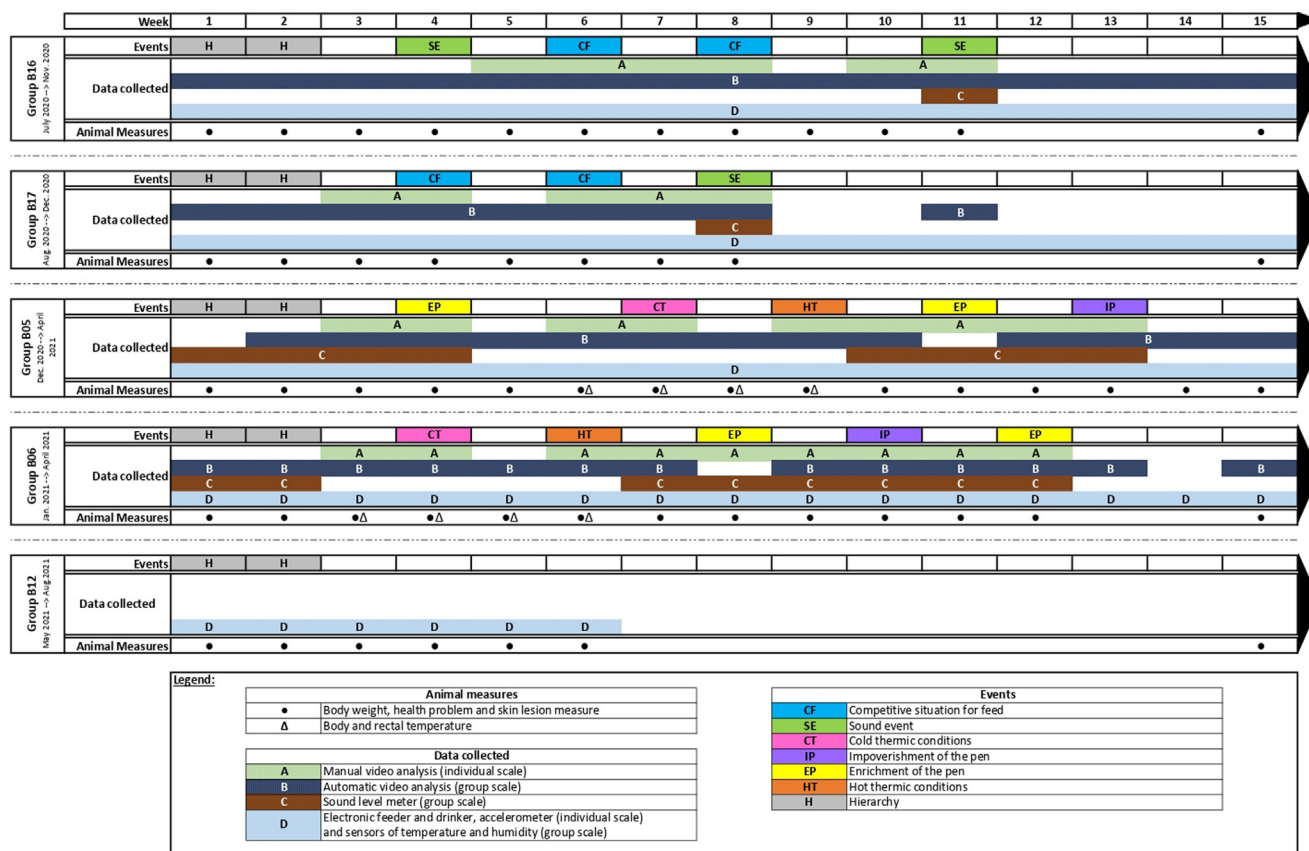 Week 1 2 3 4 5 6 7 8 9 10 11 12 13 14 15
Group B16
July 2020 --> Nov. 2020
Events H H SE CF CF SE
Data collected
A A
B
C
D
Animal Measures ● ● ● ● ● ● ● ● ● ● ● ●
Group B17
Aug. 2020 --> Dec. 2020
Events H H CF CF SE
Data collected
A A
B B
C
D
Animal Measures ● ● ● ● ● ● ● ● ●
Group B05
Dec. 2020 --> April
2021
Events H H EP CT HT EP IP
Data collected
A A A
B B
C C
D
Animal Measures ● ● ● ● ● ●Δ ●Δ ●Δ ●Δ ● ● ● ● ● ●
Group B06
Jan. 2021 --> April 2021
Events H H CT HT EP IP EP
Data collected
A A A A A A A A A
B B B B B B B B B B B B B
C C C C C C C C
D D D D D D D D D D D D D D D
Animal Measures ● ● ●Δ ●Δ ●Δ ●Δ ● ● ● ● ● ● ●
Group B12
May 2021 --> Aug.2021
Events H H
Data collected
D D D D D D
Animal Measures ● ● ● ● ● ● ●
Legend:
Animal measures
● Body weight, health problem and skin lesion measure
Δ Body and rectal temperature
Data collected
A Manual video analysis (individual scale)
B Automatic video analysis (group scale)
C Sound level meter (group scale)
D Electronic feeder and drinker, accelerometer (individual scale)
and sensors of temperature and humidity (group scale)
Events
CF Competitive situation for feed
SE Sound event
CT Cold thermic conditions
IP Impoverishment of the pen
EP Enrichment of the pen
HT Hot thermic conditions
H Hierarchy